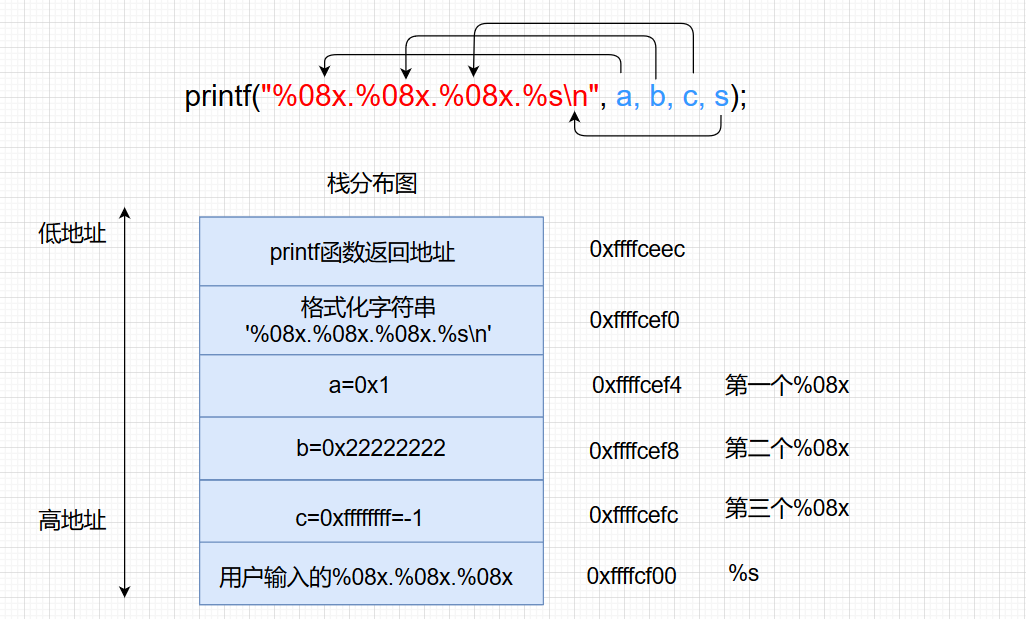 printf("%08x.%08x.%08x.%s\n", a, b, c, s);
栈分布图
低地址
printf函数返回地址
0xffffceec
格式化字符串
'%08x.%08x.%08x.%s\n'
0xffffcef0
a=0x1
0xffffcef4
第一个%08x
b=0x22222222
0xffffcef8
第二个%08x
高地址
c=0xffffffff=-1
0xffffcefc
第三个%08x
用户输入的%08x.%08x.%08x
0xffffcf00
%s